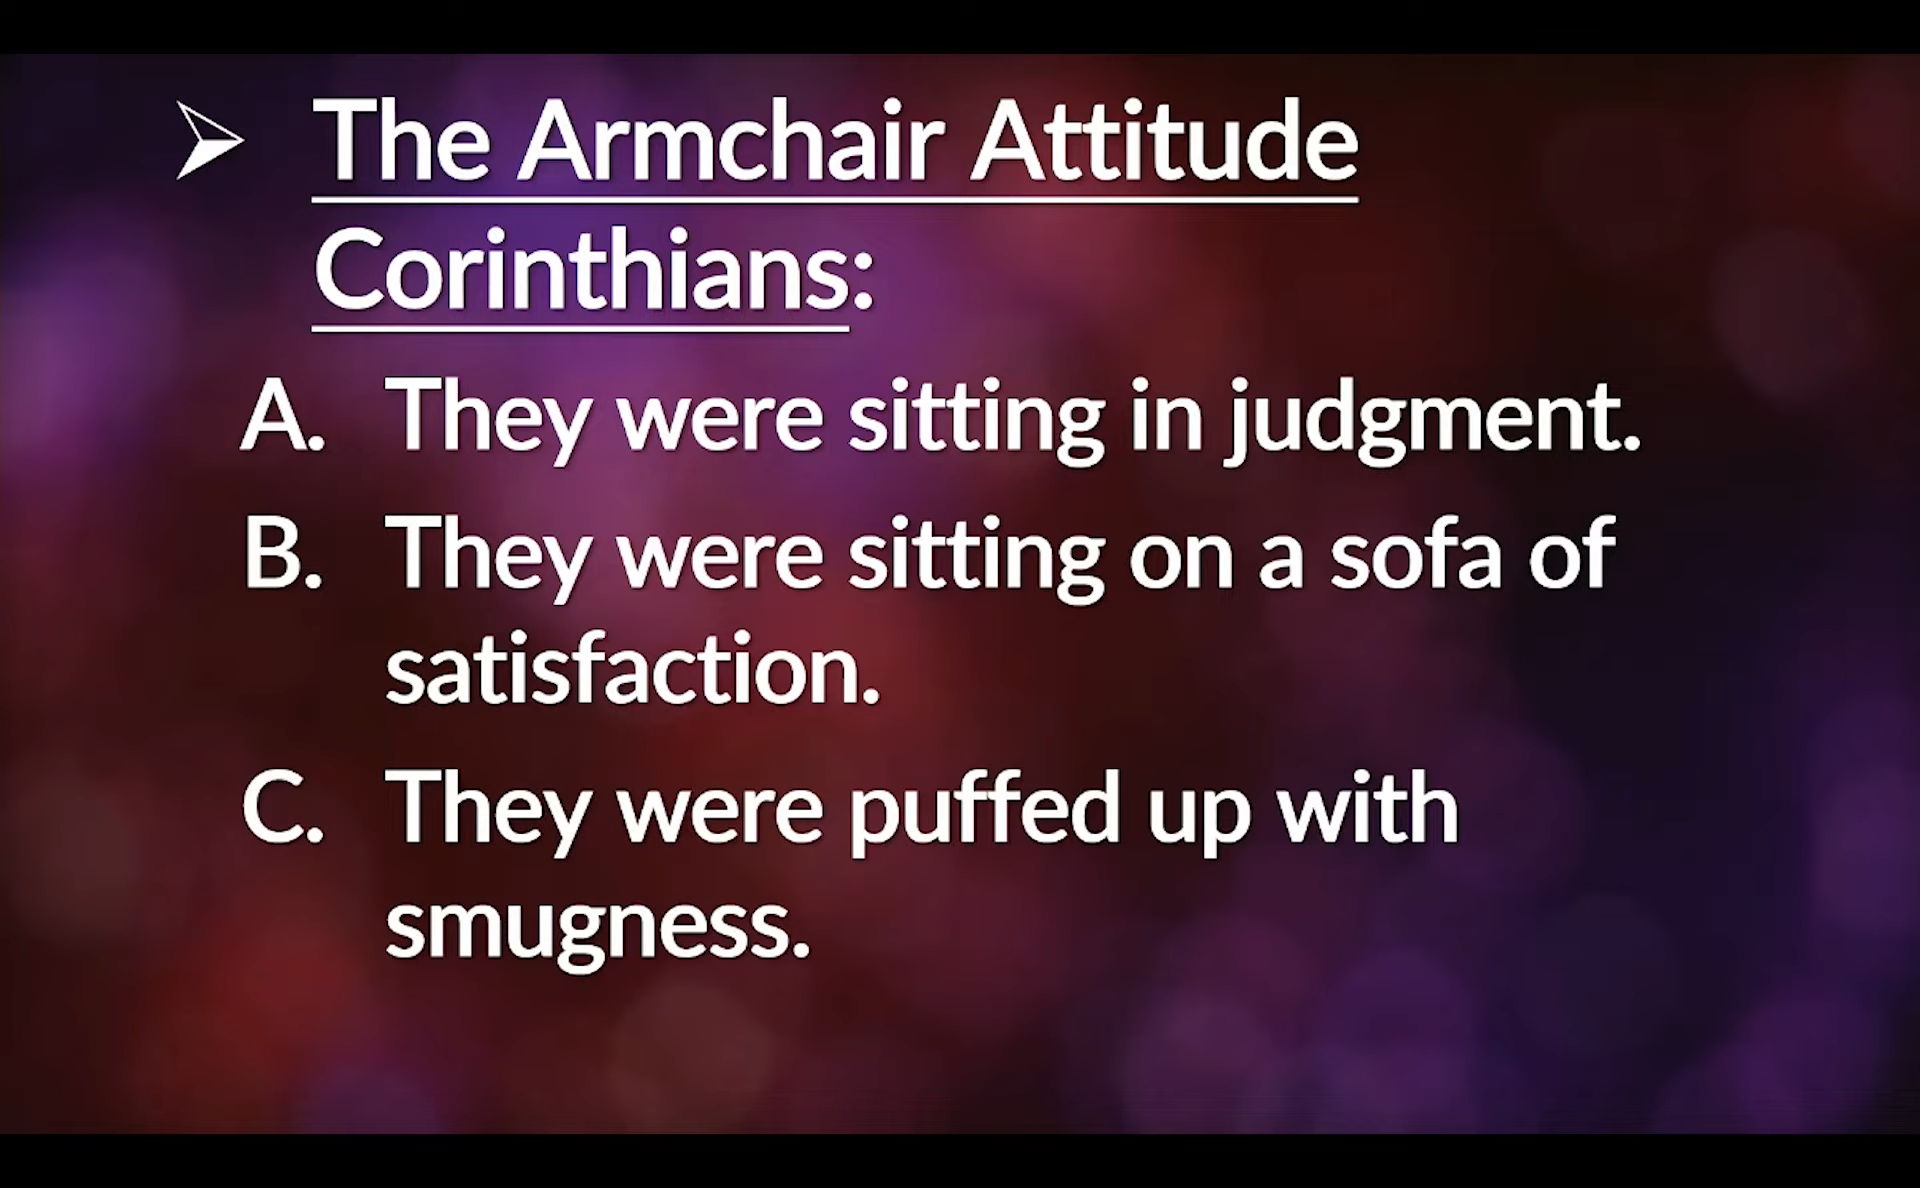 ➢ The Armchair Attitude
Corinthians:
A. They were sitting in judgment.
B. They were sitting on a sofa of
satisfaction.
C. They were puffed up with
smugness.